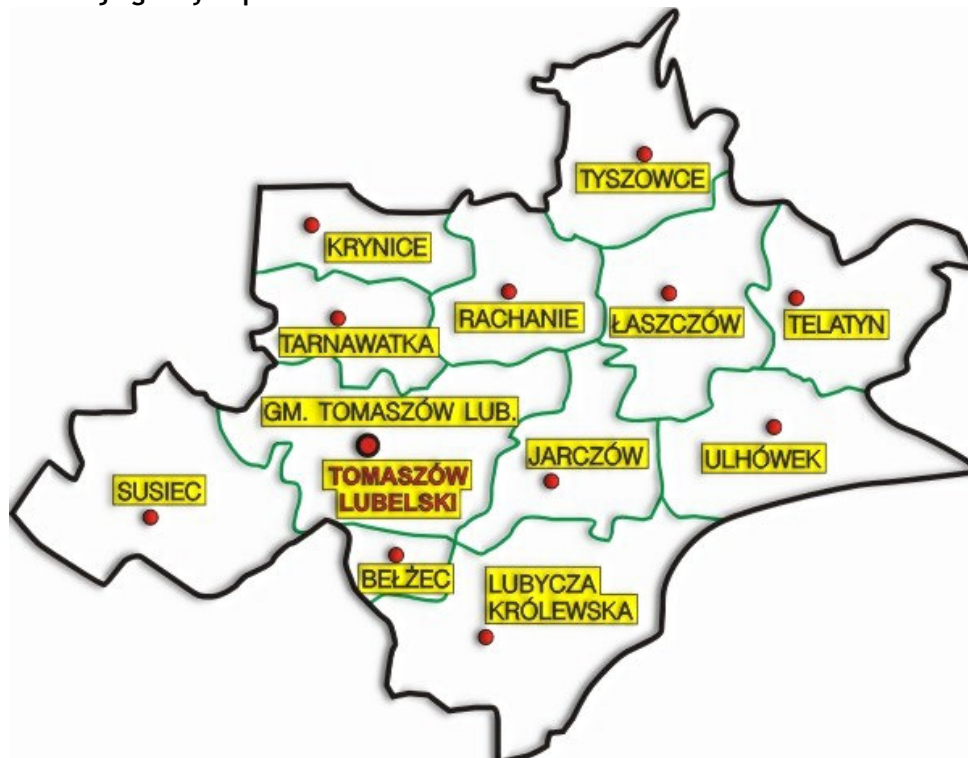 TYSZOWCE
KRYNICE
RACHANIE
ŁASZCZÓW
TELATYN
TARNAWATKA
GM. TOMASZÓW LUB.
TOMASZÓW
LUBELSKI
JARCZÓW
ULHÓWEK
SUSIEC
BEŁŻEC
LUBYCZA
KRÓLEWSKA